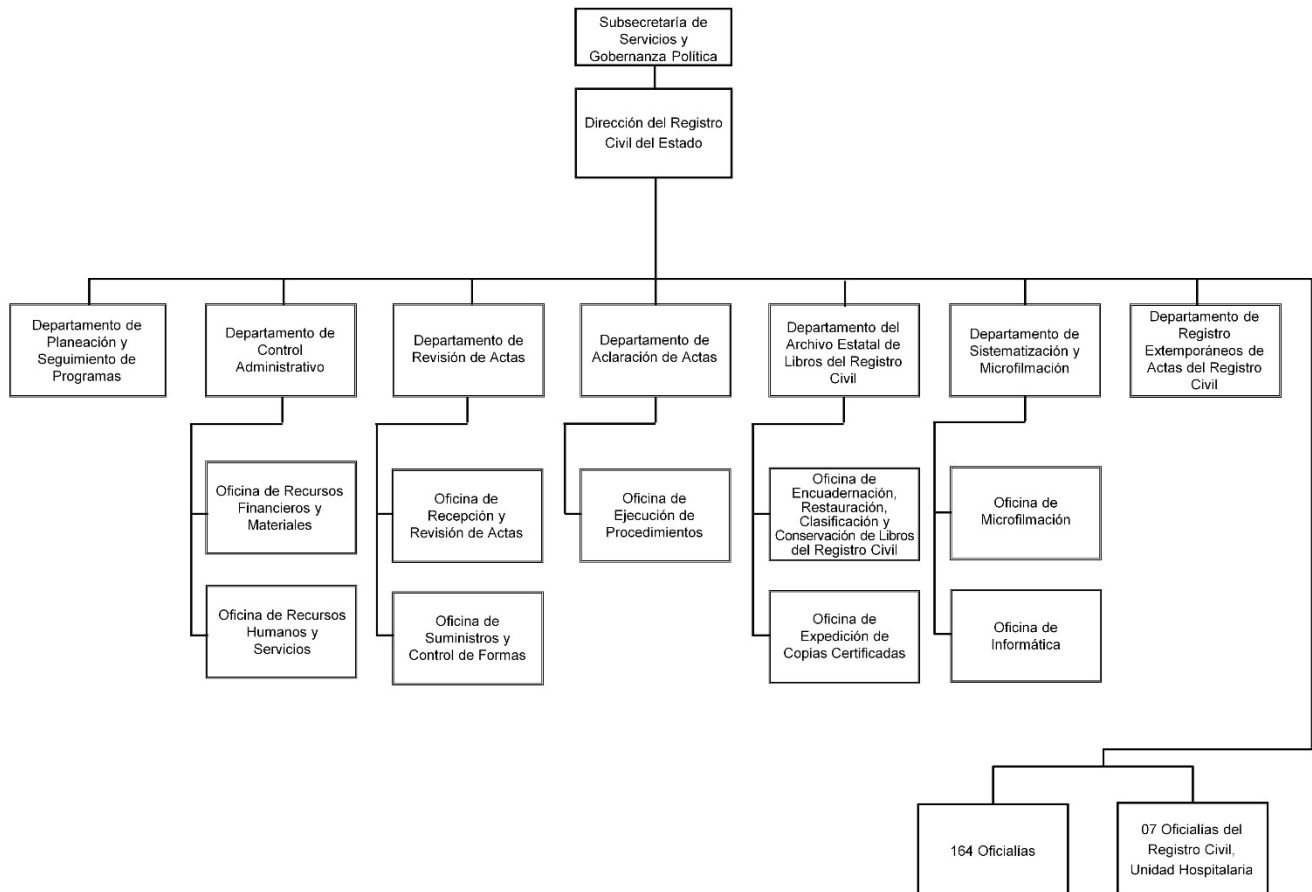 Subsecretaría de
Servicios y
Gobernanza Política
Dirección del Registro
Civil del Estado
Departamento de
Planeación y
Seguimiento de
Programas
Departamento de
Control
Administrativo
Departamento de
Revisión de Actas
Departamento de
Aclaración de Actas
Departamento del
Archivo Estatal de
Libros del Registro
Civil
Departamento de
Sistematización y
Microfilmación
Departamento de
Registro
Extemporáneos de
Actas del Registro
Civil
Oficina de Recursos
Financieros y
Materiales
Oficina de
Recepción y
Revisión de Actas
Oficina de
Ejecución de
Procedimientos
Oficina de
Encuadernación,
Restauración,
Clasificación y
Conservación de Libros
del Registro Civil
Oficina de
Microfilmación
Oficina de Recursos
Humanos y
Servicios
Oficina de
Suministros y
Control de Formas
Oficina de
Expedición de
Copias Certificadas
Oficina de
Informática
164 Oficialías
07 Oficialías del
Registro Civil,
Unidad Hospitalaria